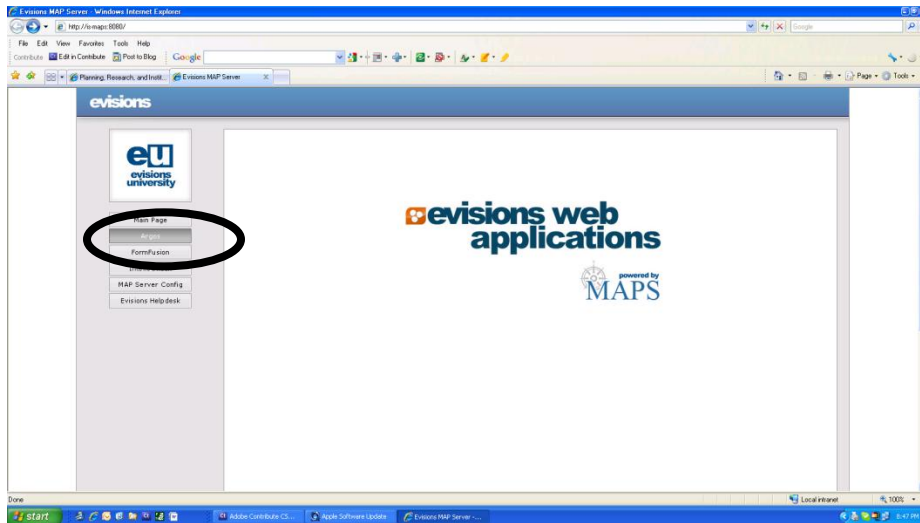 Evisions MAP Server - Windows Internet Explorer
http://is-maps:8080/
Google
File Edit View Favorites Tools Help
Contribute Edit in Contribute Post to Blog Google
Planning, Research, and Instit... Evisions MAP Server
Page Tools
evisions
eu
evisions
university
Main Page
Argos
FormFusion
MAP Server Config
Evisions Helpdesk
evisions web
applications
powered by
MAPS
Done Local intranet 100%
start Adobe Contribute CS... Apple Software Update Evisions MAP Server -... 6:47 PM